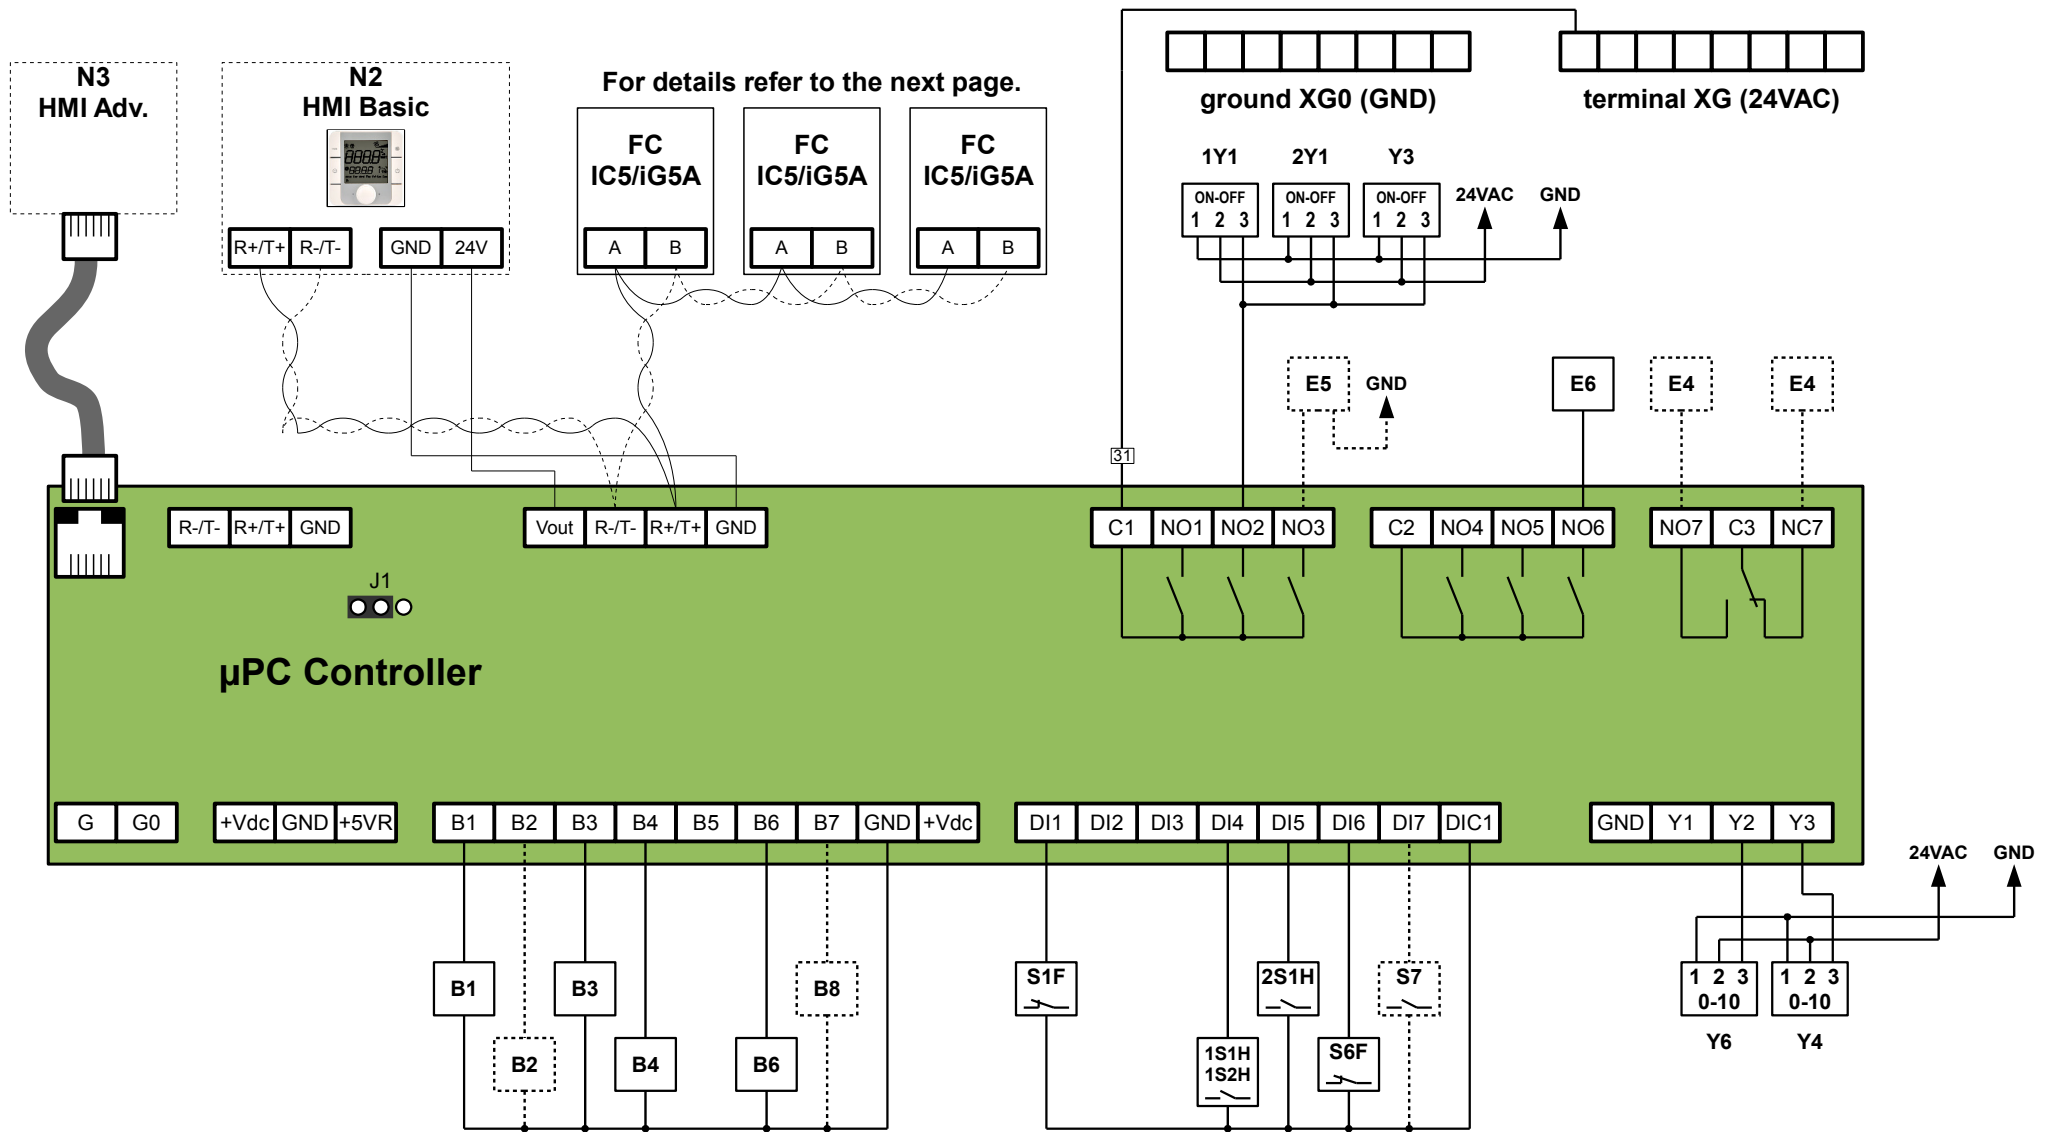 N3
HMI Adv.
N2
HMI Basic
For details refer to the next page.
FC
IC5/iG5A
FC
IC5/iG5A
FC
IC5/iG5A
ground XG0 (GND)
terminal XG (24VAC)
1Y1 2Y1 Y3
ON-OFF ON-OFF ON-OFF
1 2 3 1 2 3 1 2 3
24VAC GND
R+/T+ R-/T- GND 24V
A B A B A B
E5 GND E6 E4 E4
31
R-/T- R+/T+ GND
Vout R-/T- R+/T+ GND
C1 NO1 NO2 NO3
C2 NO4 NO5 NO6
NO7 C3 NC7
J1
µPC Controller
G G0
+Vdc GND +5VR
B1 B2 B3 B4 B5 B6 B7 GND +Vdc
DI1 DI2 DI3 DI4 DI5 DI6 DI7 DIC1
GND Y1 Y2 Y3
24VAC GND
B1 B3 B8
S1F 2S1H S7
1 2 3 1 2 3
0-10 0-10
Y6 Y4
B2 B4 B6
1S1H
1S2H
S6F